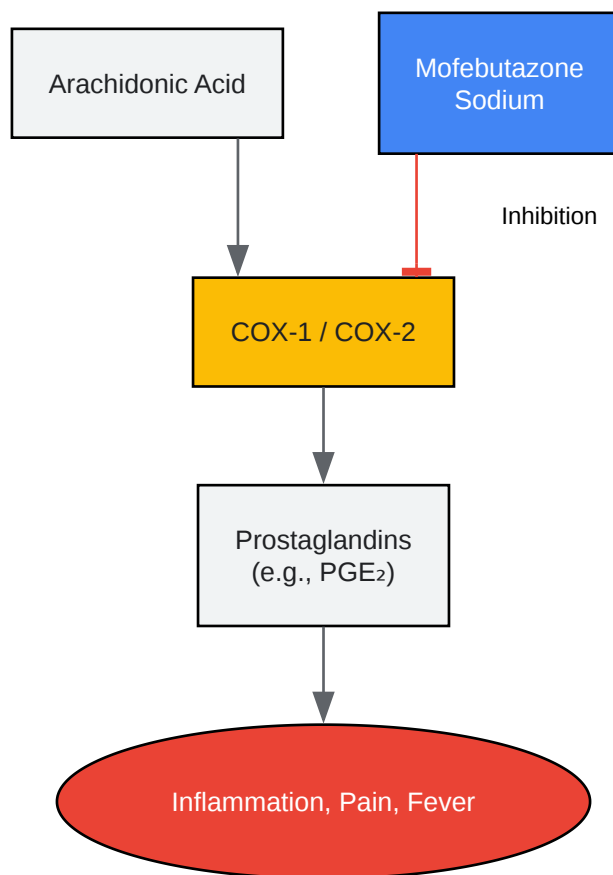 Arachidonic Acid
Mofebutazone
Sodium
Inhibition
COX-1 / COX-2
Prostaglandins
(e.g., PGE₂)
Inflammation, Pain, Fever